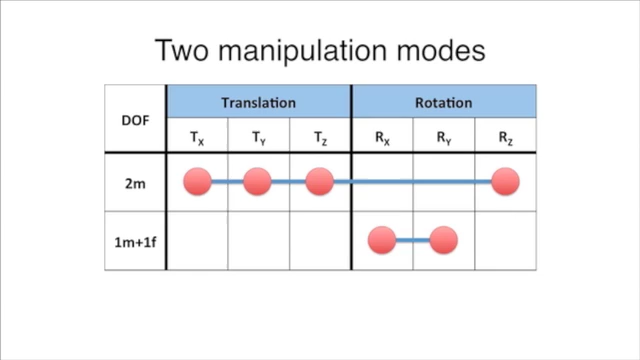 Two manipulation modes
DOF
Translation
Rotation
TX
TY
TZ
RX
RY
RZ
2m
1m+1f